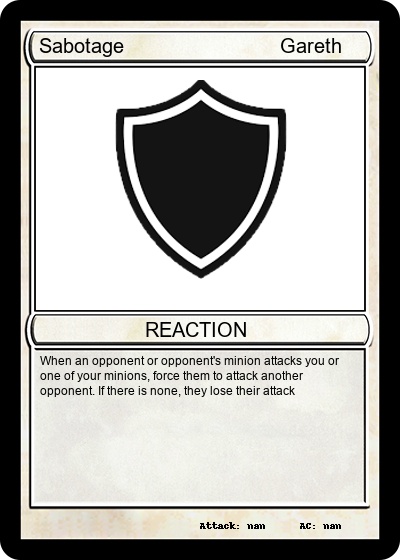 Sabotage Gareth
REACTION
When an opponent or opponent's minion attacks you or
one of your minions, force them to attack another
opponent. If there is none, they lose their attack
Attack: nan AC: nan